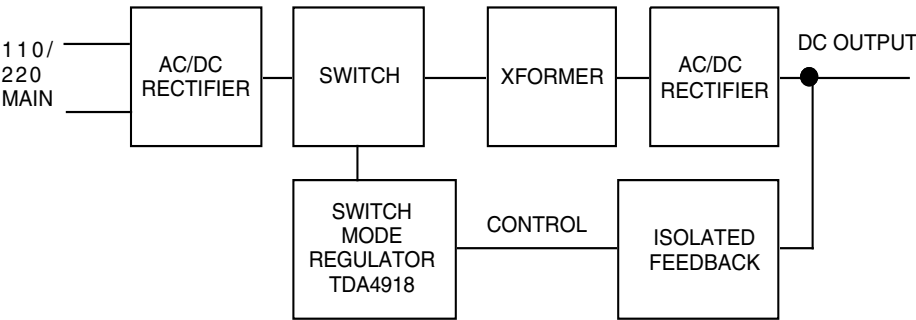 110/
220
MAIN
AC/DC
RECTIFIER
SWITCH
XFORMER
AC/DC
RECTIFIER
DC OUTPUT
SWITCH
MODE
REGULATOR
TDA4918
CONTROL
ISOLATED
FEEDBACK